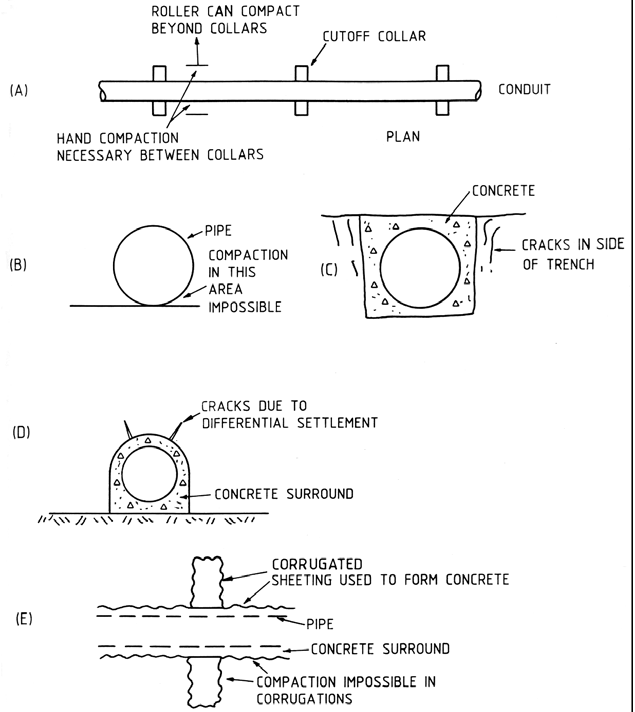 ROLLER CAN COMPACT
BEYOND COLLARS
CUTOFF COLLAR
(A)
CONDUIT
HAND COMPACTION
NECESSARY BETWEEN COLLARS
PLAN
CONCRETE
(B)
PIPE
COMPACTION
IN THIS
AREA
IMPOSSIBLE
(C)
CRACKS IN SIDE
OF TRENCH
(D)
CRACKS DUE TO
DIFFERENTIAL SETTLEMENT
CONCRETE SURROUND
(E)
CORRUGATED
SHEETING USED TO FORM CONCRETE
PIPE
CONCRETE SURROUND
COMPACTION IMPOSSIBLE IN
CORRUGATIONS